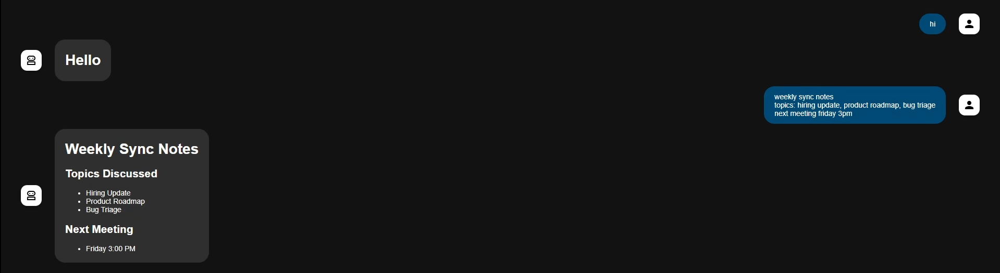 hi
Hello
weekly sync notes
topics: hiring update, product roadmap, bug triage
next meeting friday 3pm
Weekly Sync Notes
Topics Discussed
Hiring Update
Product Roadmap
Bug Triage
Next Meeting
Friday 3:00 PM